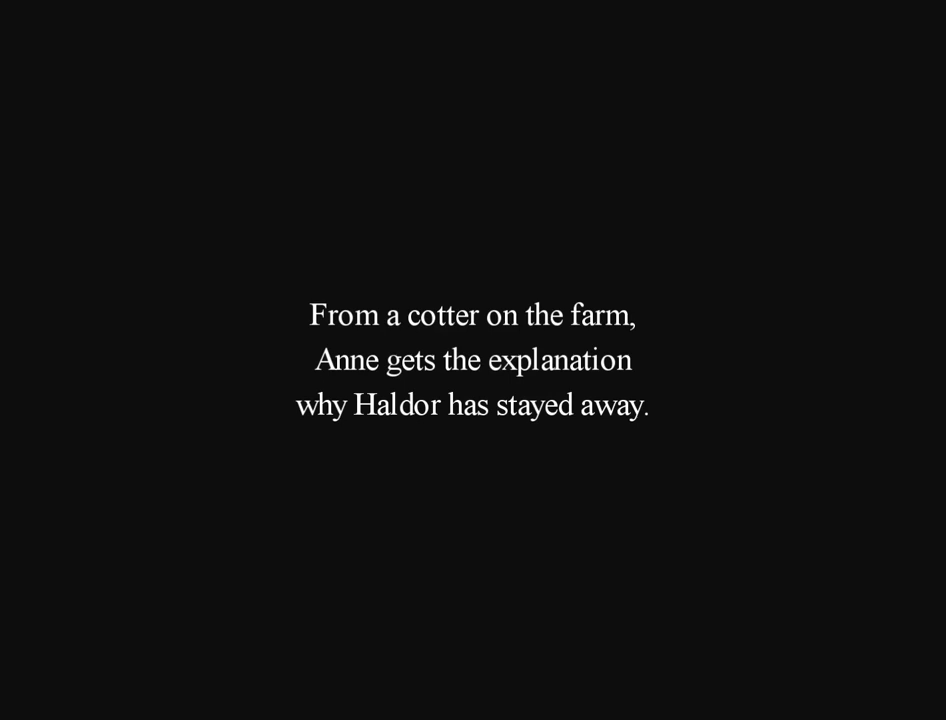 From a cotter on the farm,
Anne gets the explanation
why Haldor has stayed away.